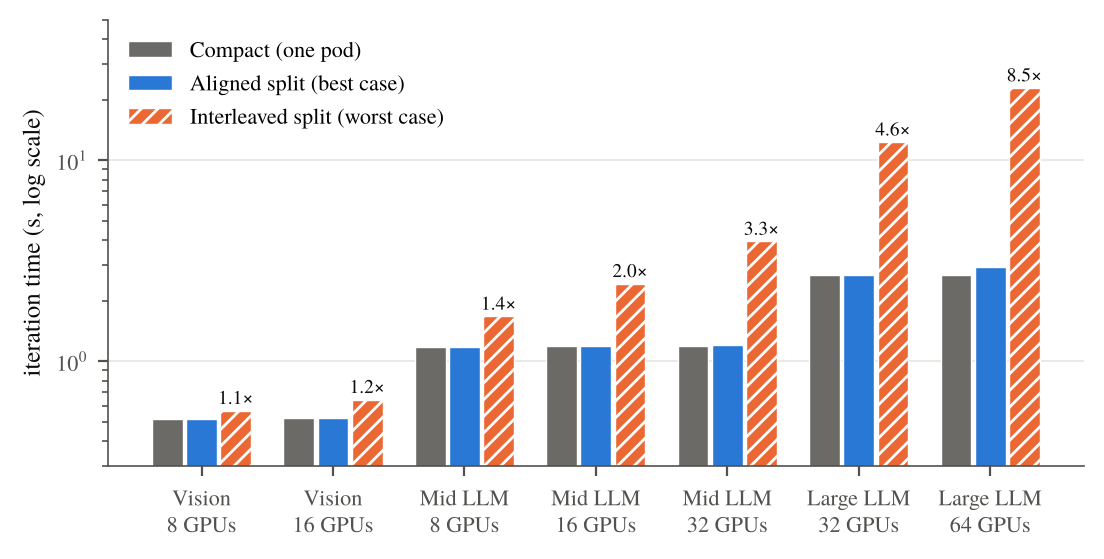 Compact (one pod)
Aligned split (best case)
Interleaved split (worst case)
iteration time (s, log scale)
10¹
10⁰
1.1×
1.2×
1.4×
2.0×
3.3×
4.6×
8.5×
Vision
8 GPUs
Vision
16 GPUs
Mid LLM
8 GPUs
Mid LLM
16 GPUs
Mid LLM
32 GPUs
Large LLM
32 GPUs
Large LLM
64 GPUs